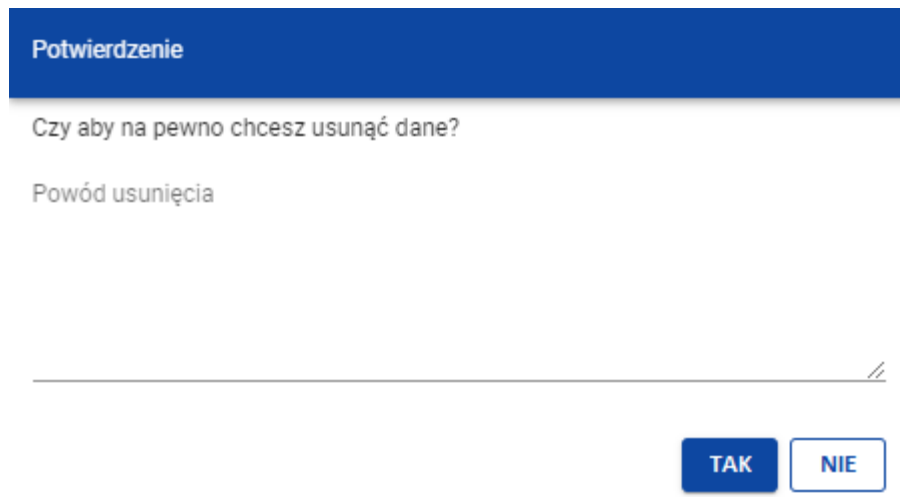 Potwierdzenie
Czy aby na pewno chcesz usunąć dane?
Powód usunięcia
TAK NIE